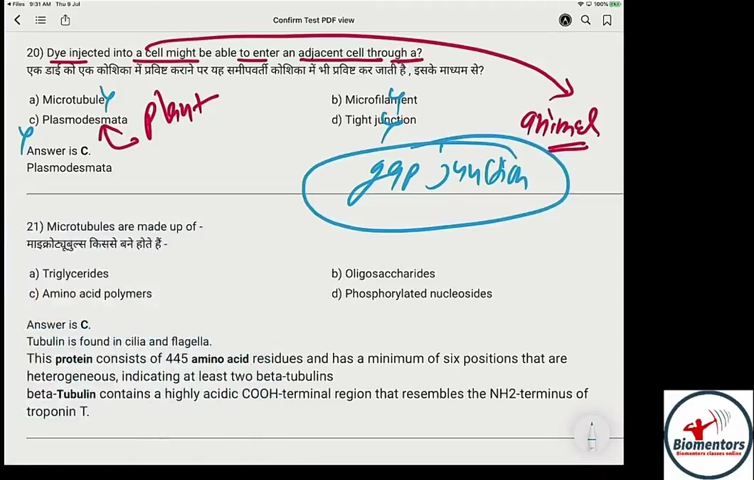 Files 9:31 AM Thu 9 Jul
100%
Confirm Test PDF view
20) Dye injected into a cell might be able to enter an adjacent cell through a?
एक डाई को एक कोशिका में प्रविष्ट कराने पर यह समीपवर्ती कोशिका में भी प्रविष्ट कर जाती है , इसके माध्यम से?
a) Microtubule
b) Microfilament
c) Plasmodesmata
d) Tight junction
plant
animal
Answer is C.
Plasmodesmata
gap junction
21) Microtubules are made up of -
माइक्रोट्यूबुल्स किससे बने होते हैं -
a) Triglycerides
b) Oligosaccharides
c) Amino acid polymers
d) Phosphorylated nucleosides
Answer is C.
Tubulin is found in cilia and flagella.
This protein consists of 445 amino acid residues and has a minimum of six positions that are
heterogeneous, indicating at least two beta-tubulins
beta-Tubulin contains a highly acidic COOH-terminal region that resembles the NH2-terminus of
troponin T.
Biomentors
Biomentors classes online